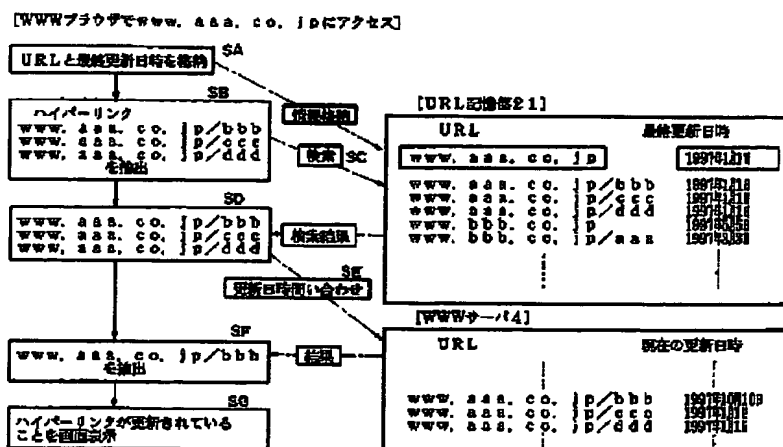 [WWWブラウザでwww. aaa. co. jpにアクセス]
SA
URLと最終更新日時を格納
SB
ハイパーリンク
www. aaa. co. jp/bbb
www. aaa. co. jp/ccc
www. aaa. co. jp/ddd
を抽出
情報格納
検索 SC
[URL記憶部21]
URL 最終更新日時
www. aaa. co. jp
www. aaa. co. jp/bbb
www. aaa. co. jp/ccc
www. aaa. co. jp/ddd
www. bbb. co. jp
www. bbb. co. jp/aaa
SD
www. aaa. co. jp/bbb
www. aaa. co. jp/ccc
www. aaa. co. jp/ddd
検索結果
SE
更新日時問い合わせ
[WWWサーバ4]
URL 現在の更新日時
www. aaa. co. jp/bbb
www. aaa. co. jp/ccc
www. aaa. co. jp/ddd
SF
www. aaa. co. jp/bbb
を抽出
結果
SG
ハイパーリンクが更新されている
ことを画面表示